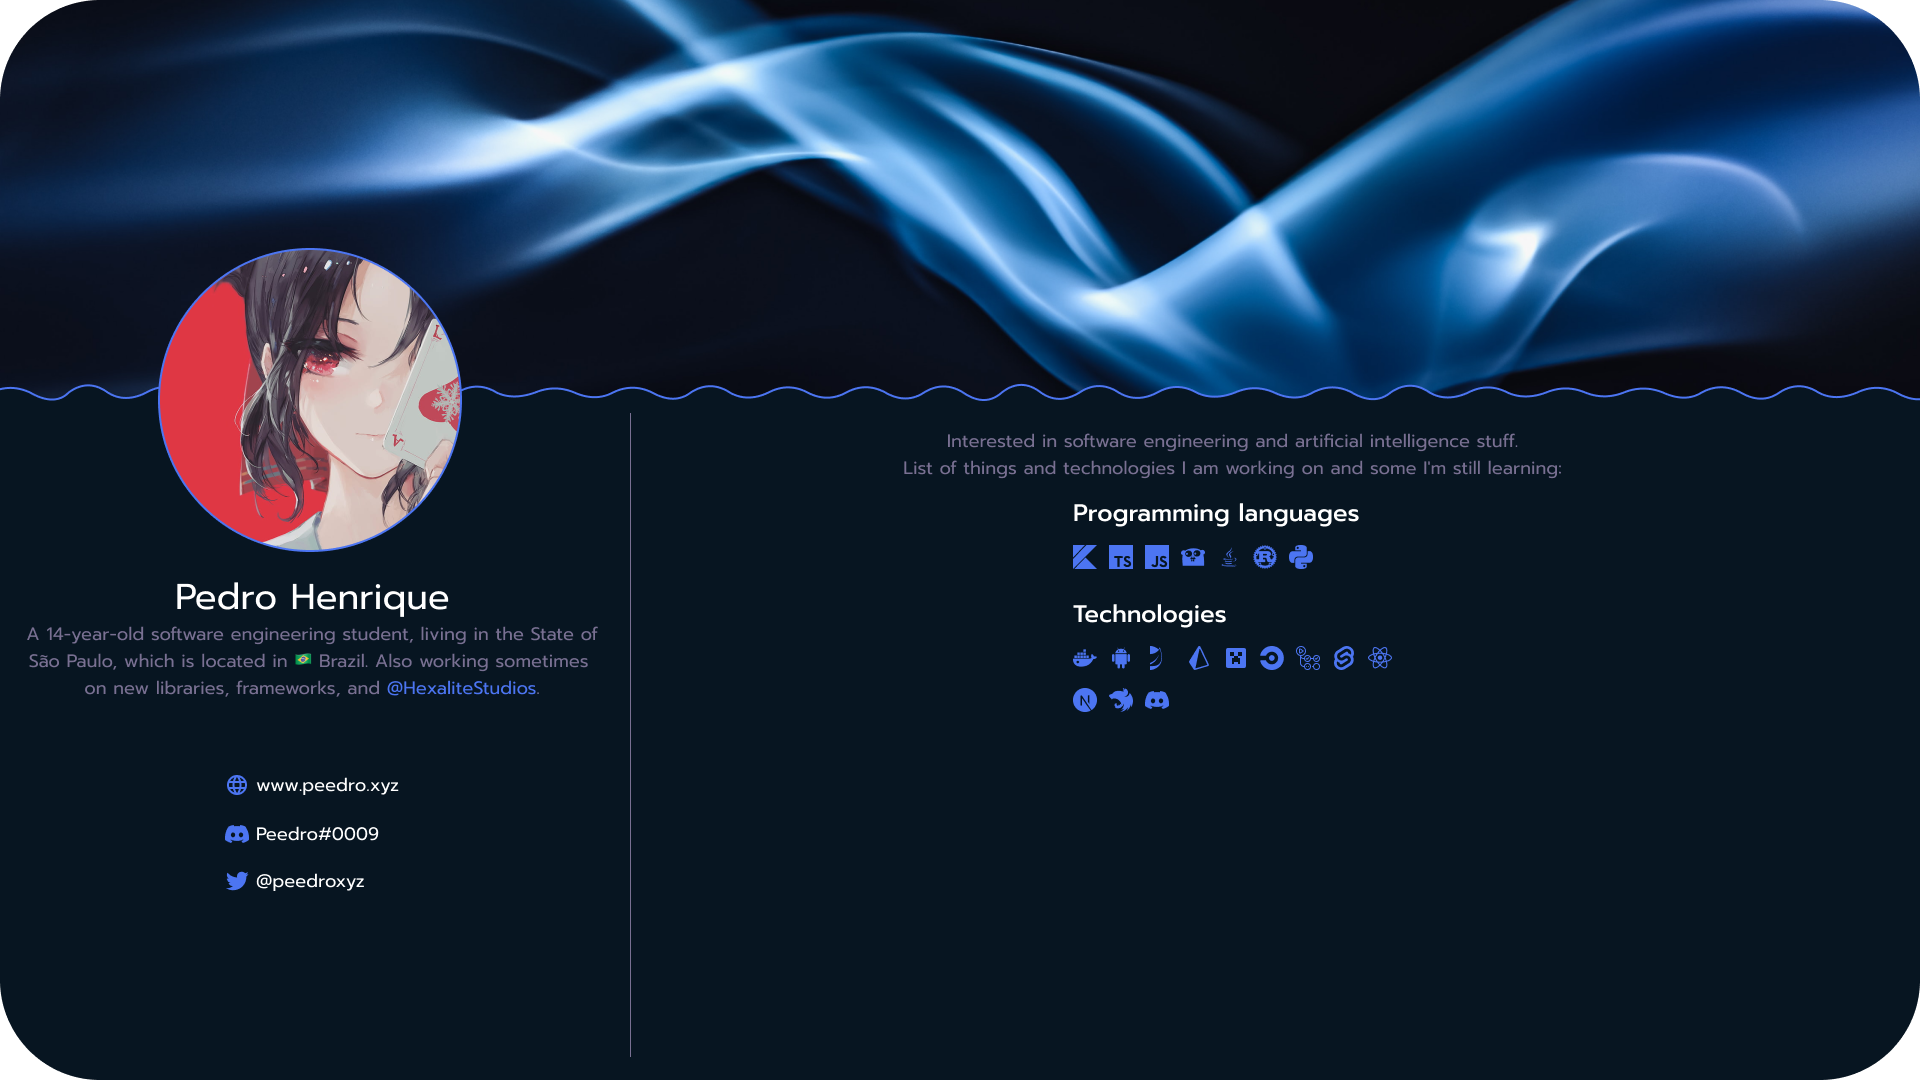 Pedro Henrique
A 14-year-old software engineering student, living in the State of
São Paulo, which is located in 🇧🇷 Brazil. Also working sometimes
on new libraries, frameworks, and @HexaliteStudios.
www.peedro.xyz
Peedro#0009
@peedroxyz
Interested in software engineering and artificial intelligence stuff.
List of things and technologies I am working on and some I'm still learning:
Programming languages
TS JS
Technologies
N